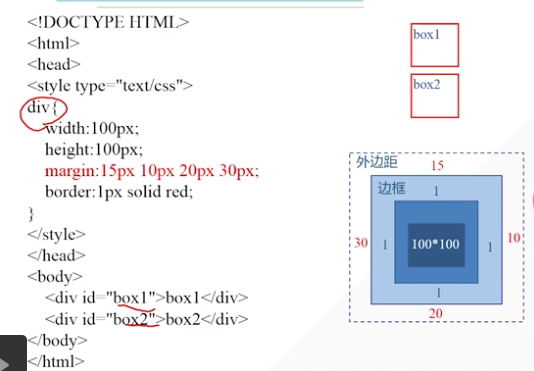 <!DOCTYPE HTML>
<html>
<head>
<style type="text/css">
div{
width:100px;
height:100px;
margin:15px 10px 20px 30px;
border:1px solid red;
}
</style>
</head>
<body>
<div id="box1">box1</div>
<div id="box2">box2</div>
</body>
</html>
box1
box2
外边距 15
边框 1
30 1 100*100 1 10
1
20